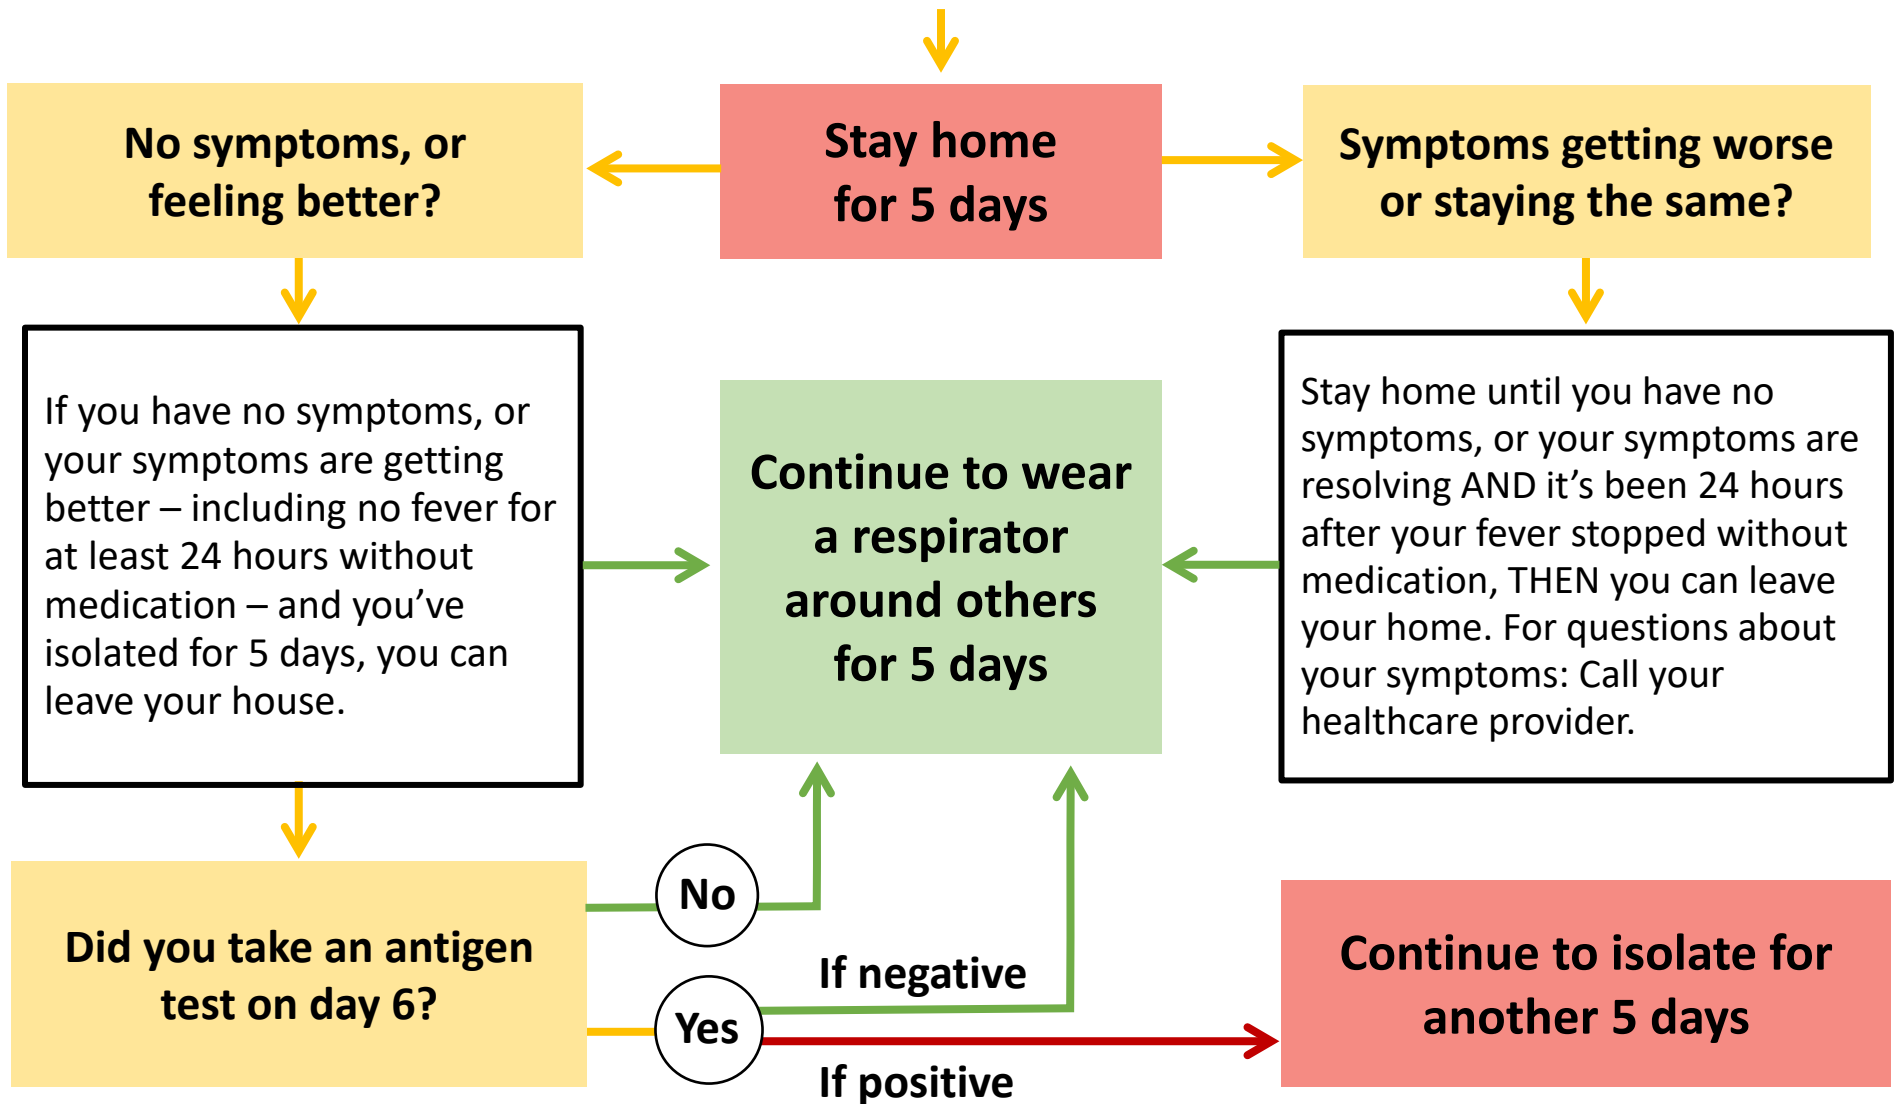 No symptoms, or
feeling better?
Stay home
for 5 days
Symptoms getting worse
or staying the same?
If you have no symptoms, or
your symptoms are getting
better – including no fever for
at least 24 hours without
medication – and you’ve
isolated for 5 days, you can
leave your house.
Continue to wear
a respirator
around others
for 5 days
Stay home until you have no
symptoms, or your symptoms are
resolving AND it’s been 24 hours
after your fever stopped without
medication, THEN you can leave
your home. For questions about
your symptoms: Call your
healthcare provider.
Did you take an antigen
test on day 6?
No
Yes
If negative
If positive
Continue to isolate for
another 5 days